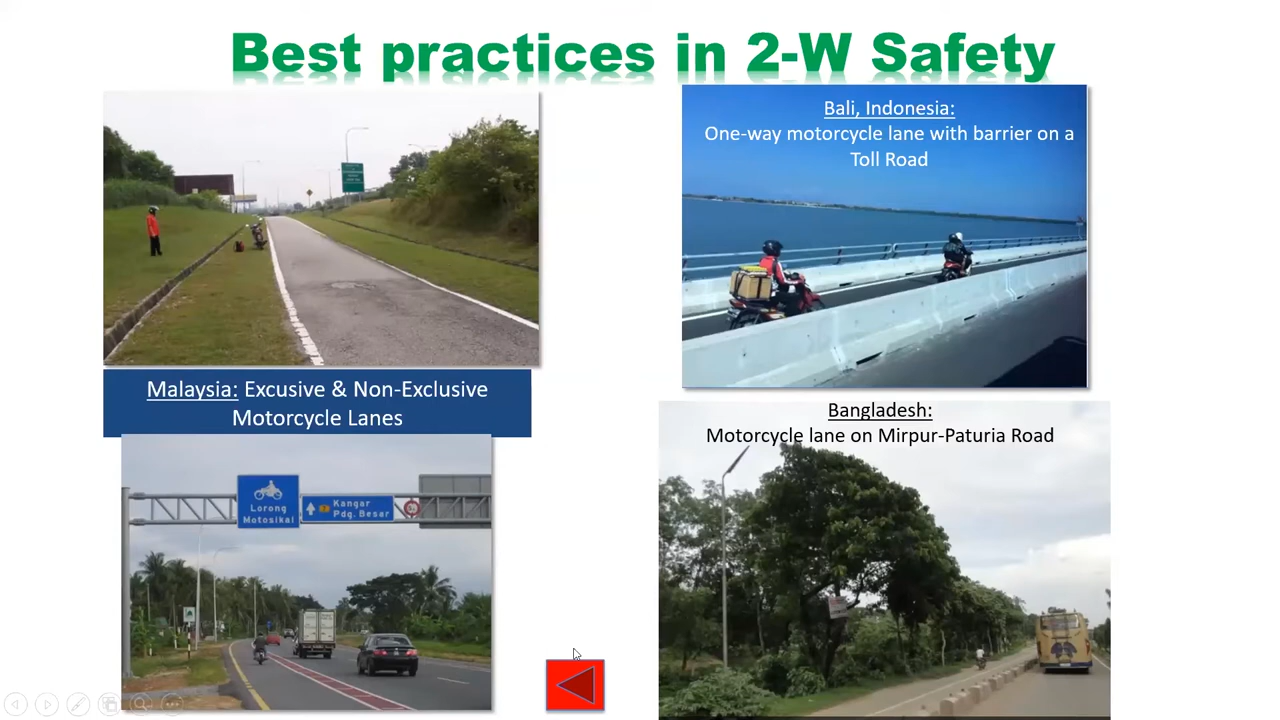 Best practices in 2-W Safety
Bali, Indonesia:
One-way motorcycle lane with barrier on a
Toll Road
Malaysia: Excusive & Non-Exclusive
Motorcycle Lanes
Lorong
Motosikal
Kangar
Pdg. Besar
Bangladesh:
Motorcycle lane on Mirpur-Paturia Road